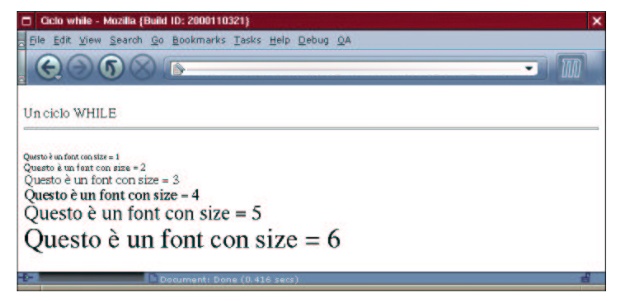 Ciclo while - Mozilla {Build ID: 2000110321}
File Edit View Search Go Bookmarks Tasks Help Debug QA
Un ciclo WHILE
Questo è un font con size = 1
Questo è un font con size = 2
Questo è un font con size = 3
Questo è un font con size = 4
Questo è un font con size = 5
Questo è un font con size = 6
Document: Done (0.416 secs)